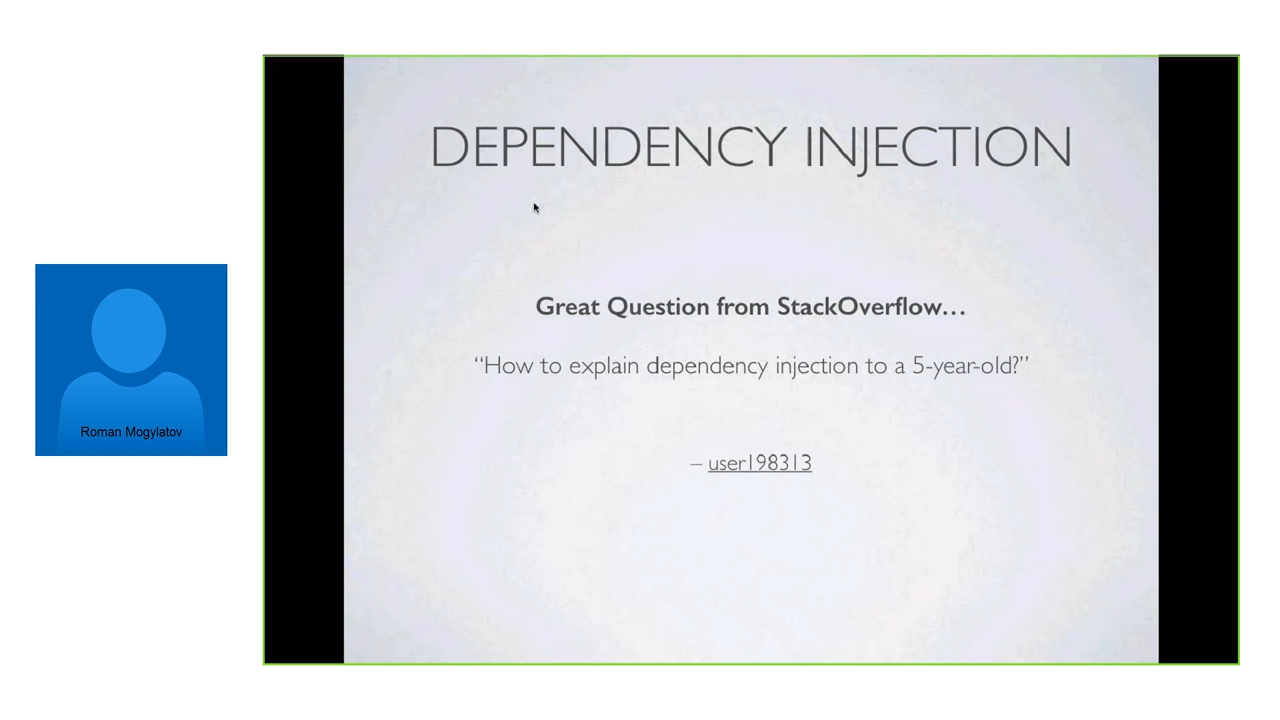 DEPENDENCY INJECTION
Great Question from StackOverflow…
“How to explain dependency injection to a 5-year-old?”
– user198313
Roman Mogylatov